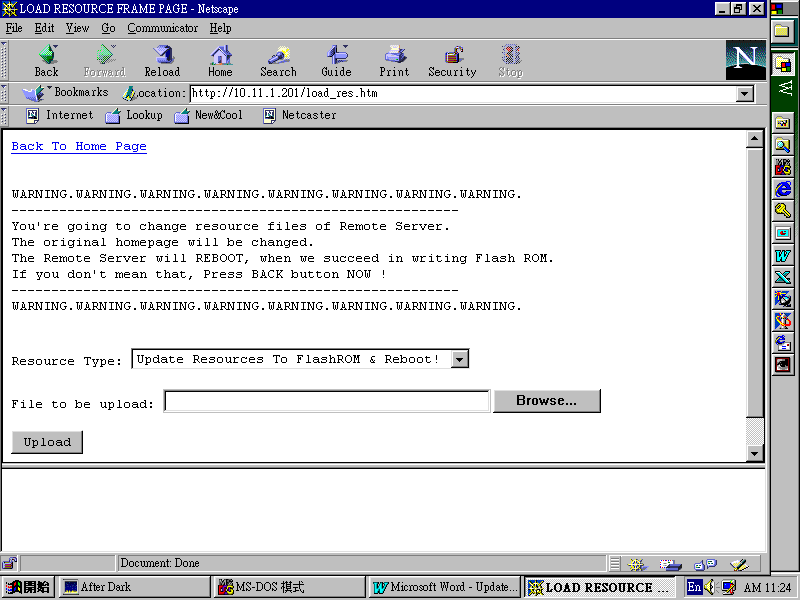 LOAD RESOURCE FRAME PAGE - Netscape
File Edit View Go Communicator Help
Back Forward Reload Home Search Guide Print Security Stop
N
Bookmarks Location: http://10.11.1.201/load_res.htm
Internet Lookup New&Cool Netcaster
Back To Home Page
WARNING.WARNING.WARNING.WARNING.WARNING.WARNING.WARNING.WARNING.
--------------------------------------------------------
You're going to change resource files of Remote Server.
The original homepage will be changed.
The Remote Server will REBOOT, when we succeed in writing Flash ROM.
If you don't mean that, Press BACK button NOW !
--------------------------------------------------------
WARNING.WARNING.WARNING.WARNING.WARNING.WARNING.WARNING.WARNING.
Resource Type: Update Resources To FlashROM & Reboot!
File to be upload: Browse...
Upload
Document: Done
開始 After Dark MS-DOS 模式 Microsoft Word - Update... LOAD RESOURCE ... En AM 11:24